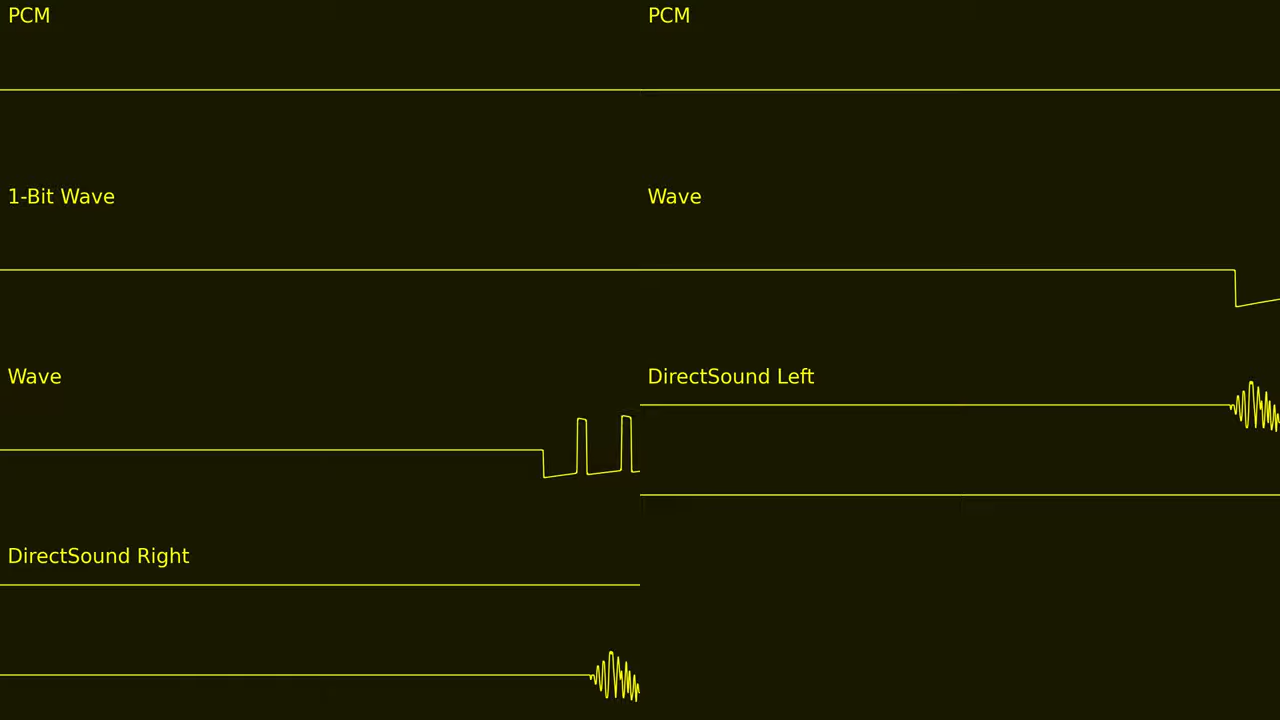 PCM
PCM
1-Bit Wave
Wave
Wave
DirectSound Left
DirectSound Right